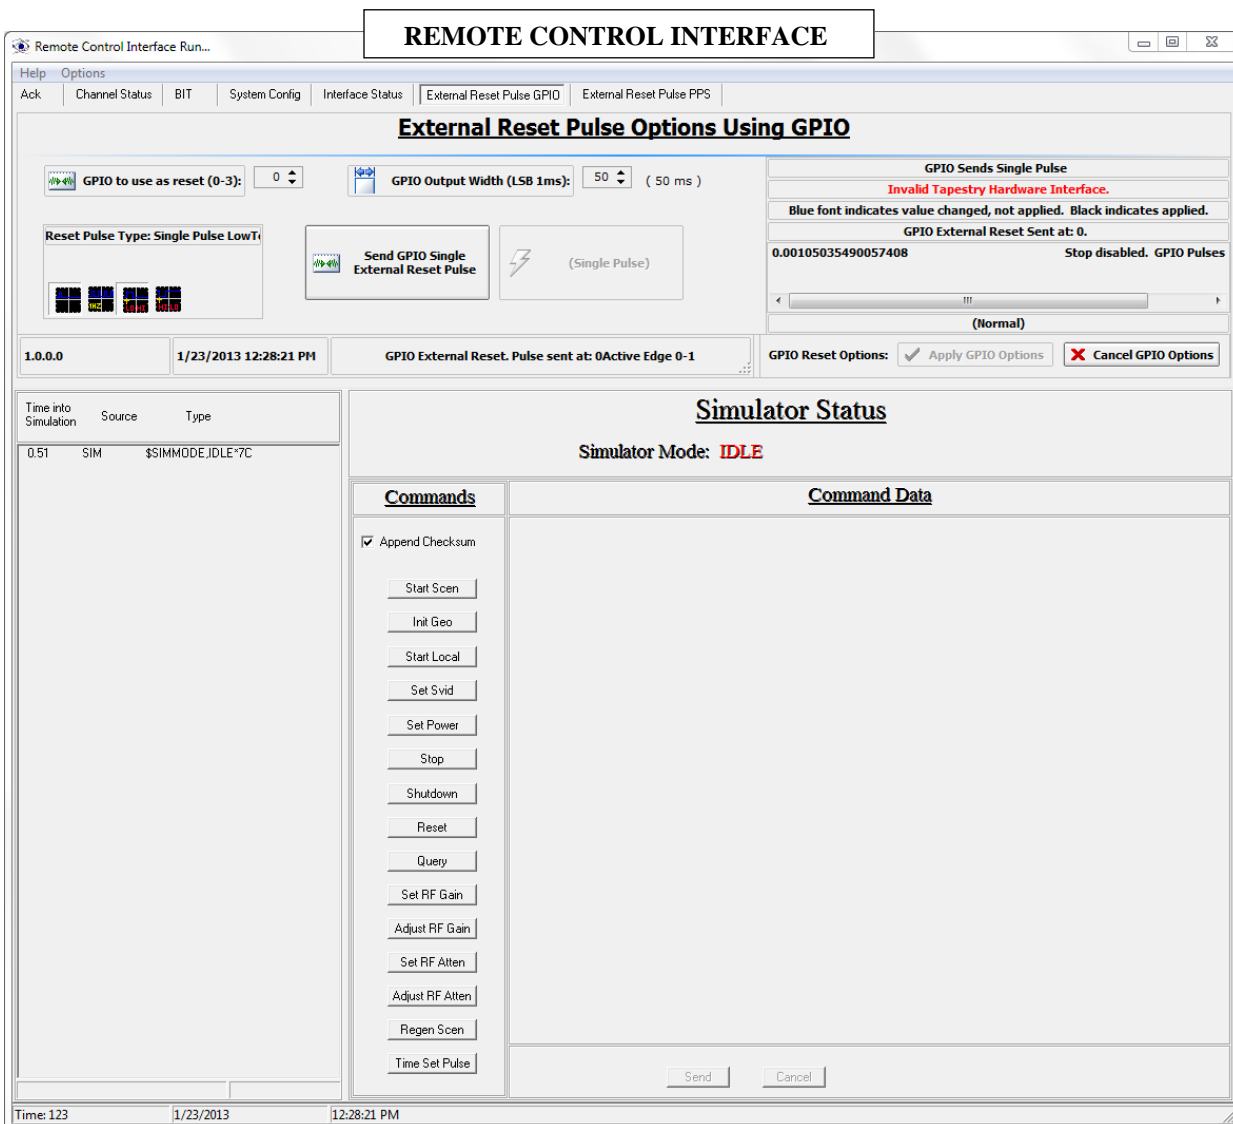 REMOTE CONTROL INTERFACE
Remote Control Interface Run...
Help Options
Ack Channel Status BIT System Config Interface Status External Reset Pulse GPIO External Reset Pulse PPS
External Reset Pulse Options Using GPIO
GPIO to use as reset (0-3): 0
GPIO Output Width (LSB 1ms): 50 ( 50 ms )
GPIO Sends Single Pulse
Invalid Tapestry Hardware Interface.
Blue font indicates value changed, not applied. Black indicates applied.
GPIO External Reset Sent at: 0.
0.00105035490057408 Stop disabled. GPIO Pulses
(Normal)
Reset Pulse Type: Single Pulse LowTo
Send GPIO Single
External Reset Pulse
(Single Pulse)
1.0.0.0
1/23/2013 12:28:21 PM
GPIO External Reset. Pulse sent at: 0Active Edge 0-1
GPIO Reset Options: Apply GPIO Options Cancel GPIO Options
Time into
Simulation Source Type
0.51 SIM $SIMMODE,IDLE*7C
Simulator Status
Simulator Mode: IDLE
Commands
Command Data
Append Checksum
Start Scen
Init Geo
Start Local
Set Svid
Set Power
Stop
Shutdown
Reset
Query
Set RF Gain
Adjust RF Gain
Set RF Atten
Adjust RF Atten
Regen Scen
Time Set Pulse
Send Cancel
Time: 123 1/23/2013 12:28:21 PM